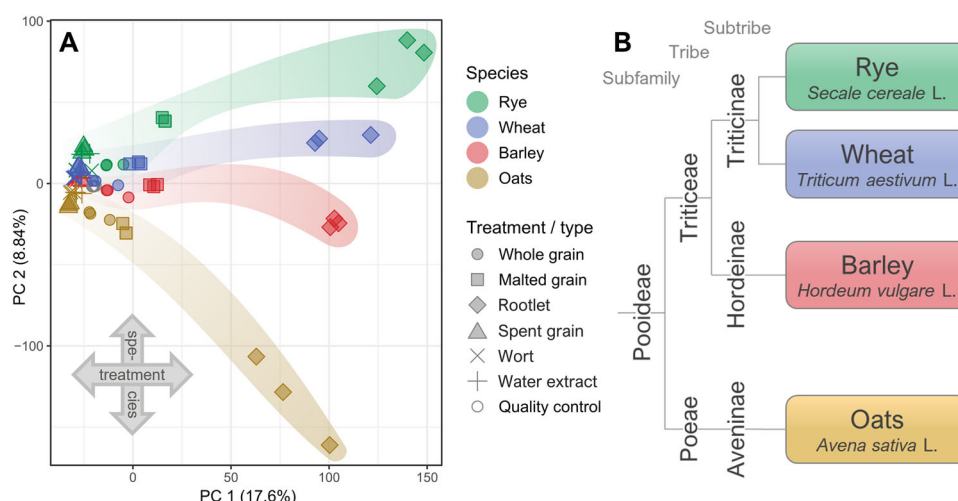 A
100
0
−100
PC 2 (8.84%)
0
50
100
150
PC 1 (17.6%)
spe-
treatment
cies
Species
Rye
Wheat
Barley
Oats
Treatment / type
Whole grain
Malted grain
Rootlet
Spent grain
Wort
Water extract
Quality control
B
Subfamily
Tribe
Subtribe
Pooideae
Triticeae
Poeae
Triticinae
Hordeinae
Aveninae
Rye
Secale cereale L.
Wheat
Triticum aestivum L.
Barley
Hordeum vulgare L.
Oats
Avena sativa L.